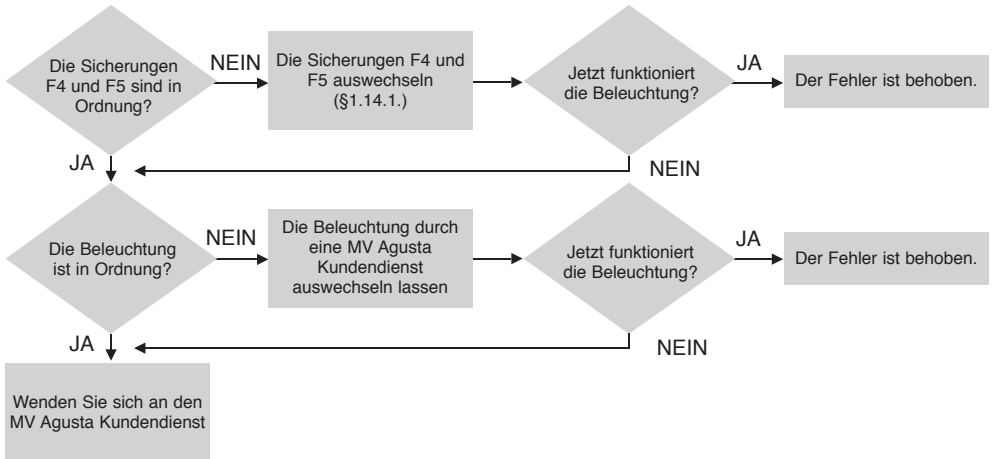 Die Sicherungen
F4 und F5 sind in
Ordnung?
NEIN
Die Sicherungen F4 und
F5 auswechseln
(§1.14.1.)
Jetzt funktioniert
die Beleuchtung?
JA
Der Fehler ist behoben.
JA
NEIN
Die Beleuchtung
ist in Ordnung?
NEIN
Die Beleuchtung durch
eine MV Agusta
Kundendienst
auswechseln lassen
Jetzt funktioniert
die Beleuchtung?
JA
Der Fehler ist behoben.
JA
NEIN
Wenden Sie sich an den
MV Agusta Kundendienst